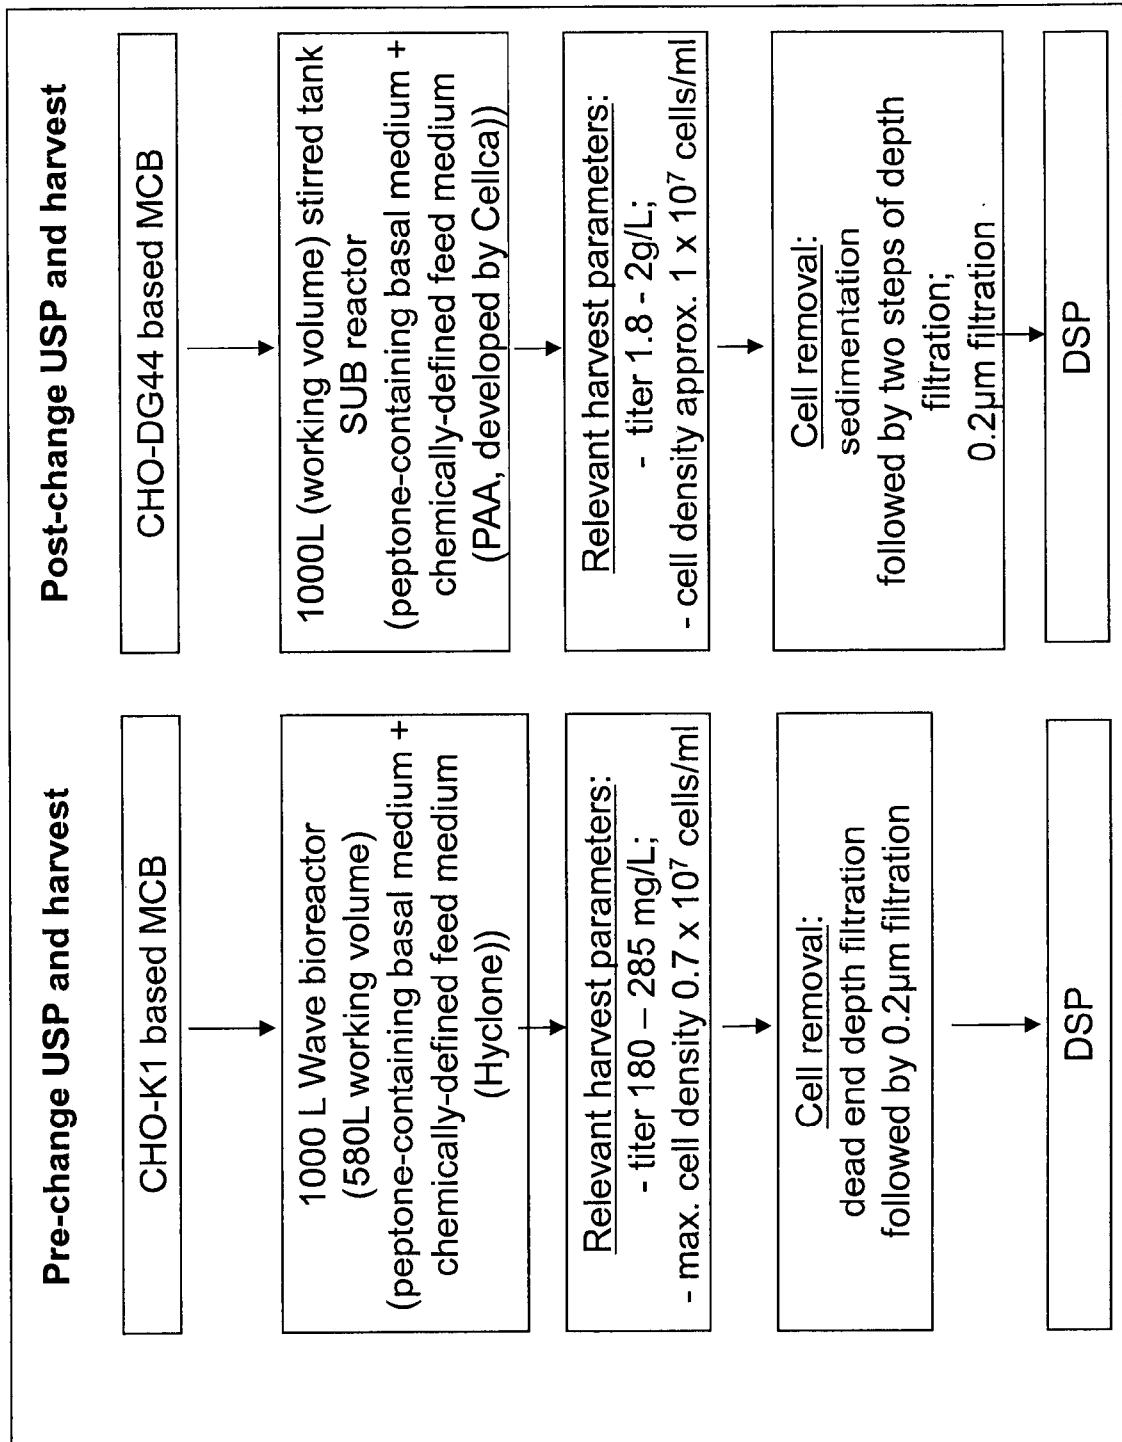 Pre-change USP and harvest
CHO-K1 based MCB
1000 L Wave bioreactor
(580L working volume)
(peptone-containing basal medium +
chemically-defined feed medium
(Hyclone))
Relevant harvest parameters:
- titer 180 – 285 mg/L;
- max. cell density 0.7 x 10⁷ cells/ml
Cell removal:
dead end depth filtration
followed by 0.2µm filtration
DSP
Post-change USP and harvest
CHO-DG44 based MCB
1000L (working volume) stirred tank
SUB reactor
(peptone-containing basal medium +
chemically-defined feed medium
(PAA, developed by Cellca))
Relevant harvest parameters:
- titer 1.8 - 2g/L;
- cell density approx. 1 x 10⁷ cells/ml
Cell removal:
sedimentation
followed by two steps of depth
filtration;
0.2µm filtration
DSP